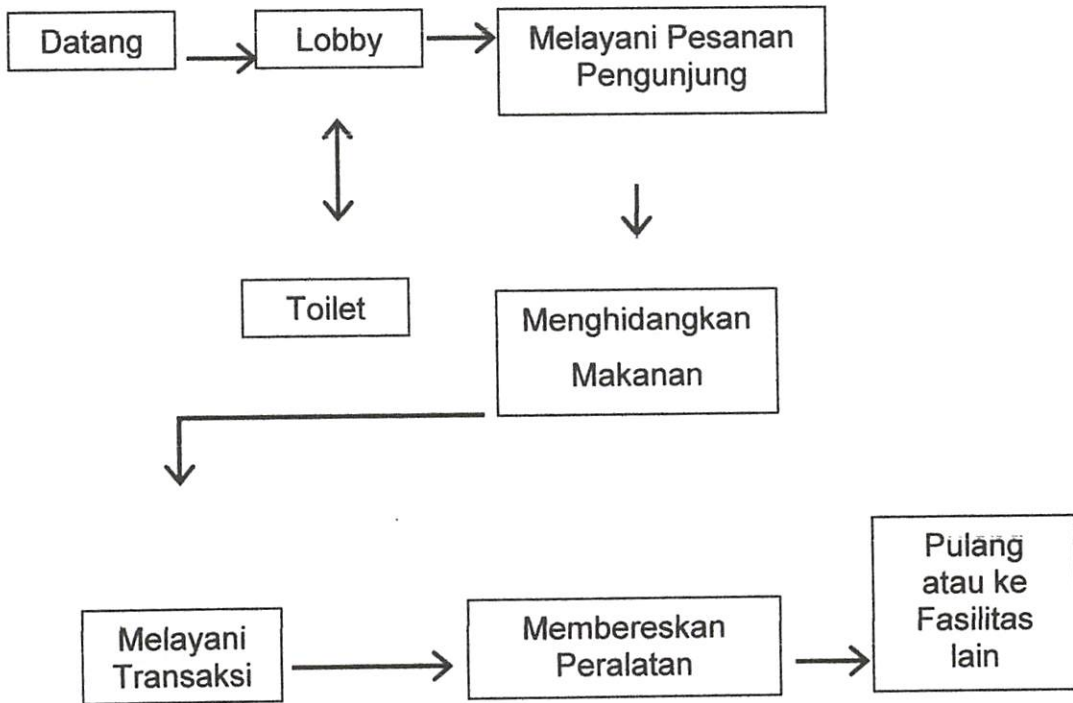 Datang
Lobby
Melayani Pesanan
Pengunjung
Toilet
Menghidangkan
Makanan
Melayani
Transaksi
Membereskan
Peralatan
Pulang
atau ke
Fasilitas
lain